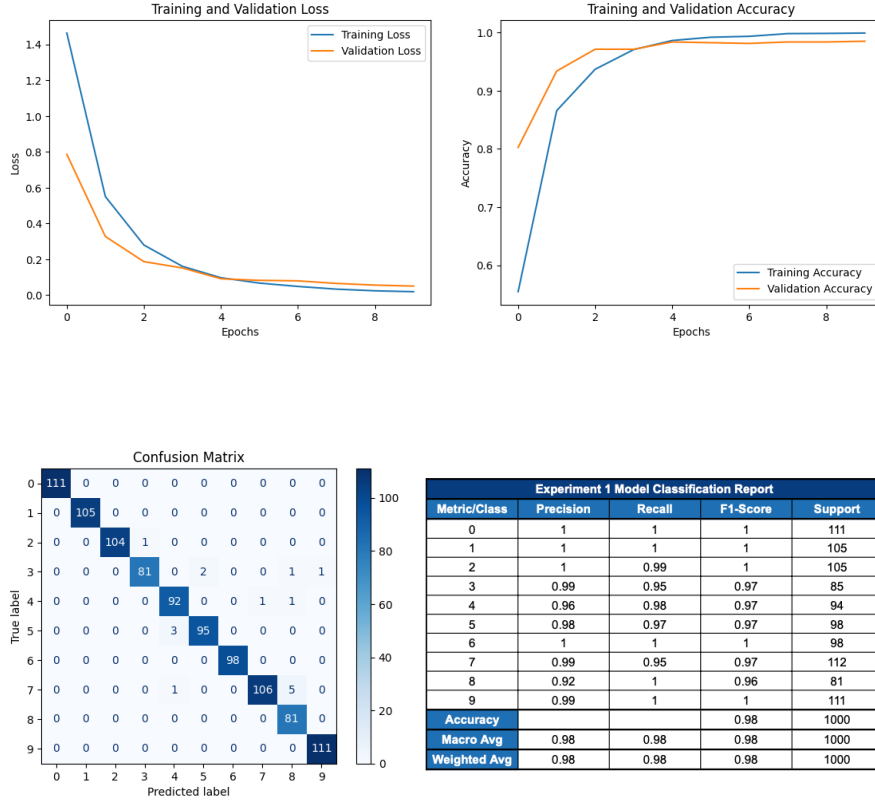 Training and Validation Loss
Training Loss
Validation Loss
1.4
1.2
1.0
0.8
0.6
0.4
0.2
0.0
Loss
0 2 4 6 8
Epochs
Training and Validation Accuracy
1.0
0.9
0.8
0.7
0.6
Accuracy
Training Accuracy
Validation Accuracy
0 2 4 6 8
Epochs
Confusion Matrix
True label
0 111 0 0 0 0 0 0 0 0 0
1 0 105 0 0 0 0 0 0 0 0
2 0 0 104 1 0 0 0 0 0 0
3 0 0 0 81 0 2 0 0 1 1
4 0 0 0 0 92 0 0 1 1 0
5 0 0 0 0 3 95 0 0 0 0
6 0 0 0 0 0 0 98 0 0 0
7 0 0 0 0 1 0 0 106 5 0
8 0 0 0 0 0 0 0 0 81 0
9 0 0 0 0 0 0 0 0 0 111
0 1 2 3 4 5 6 7 8 9
Predicted label
100
80
60
40
20
0
Experiment 1 Model Classification Report
Metric/Class Precision Recall F1-Score Support
0 1 1 1 111
1 1 1 1 105
2 1 0.99 1 105
3 0.99 0.95 0.97 85
4 0.96 0.98 0.97 94
5 0.98 0.97 0.97 98
6 1 1 1 98
7 0.99 0.95 0.97 112
8 0.92 1 0.96 81
9 0.99 1 1 111
Accuracy 0.98 1000
Macro Avg 0.98 0.98 0.98 1000
Weighted Avg 0.98 0.98 0.98 1000